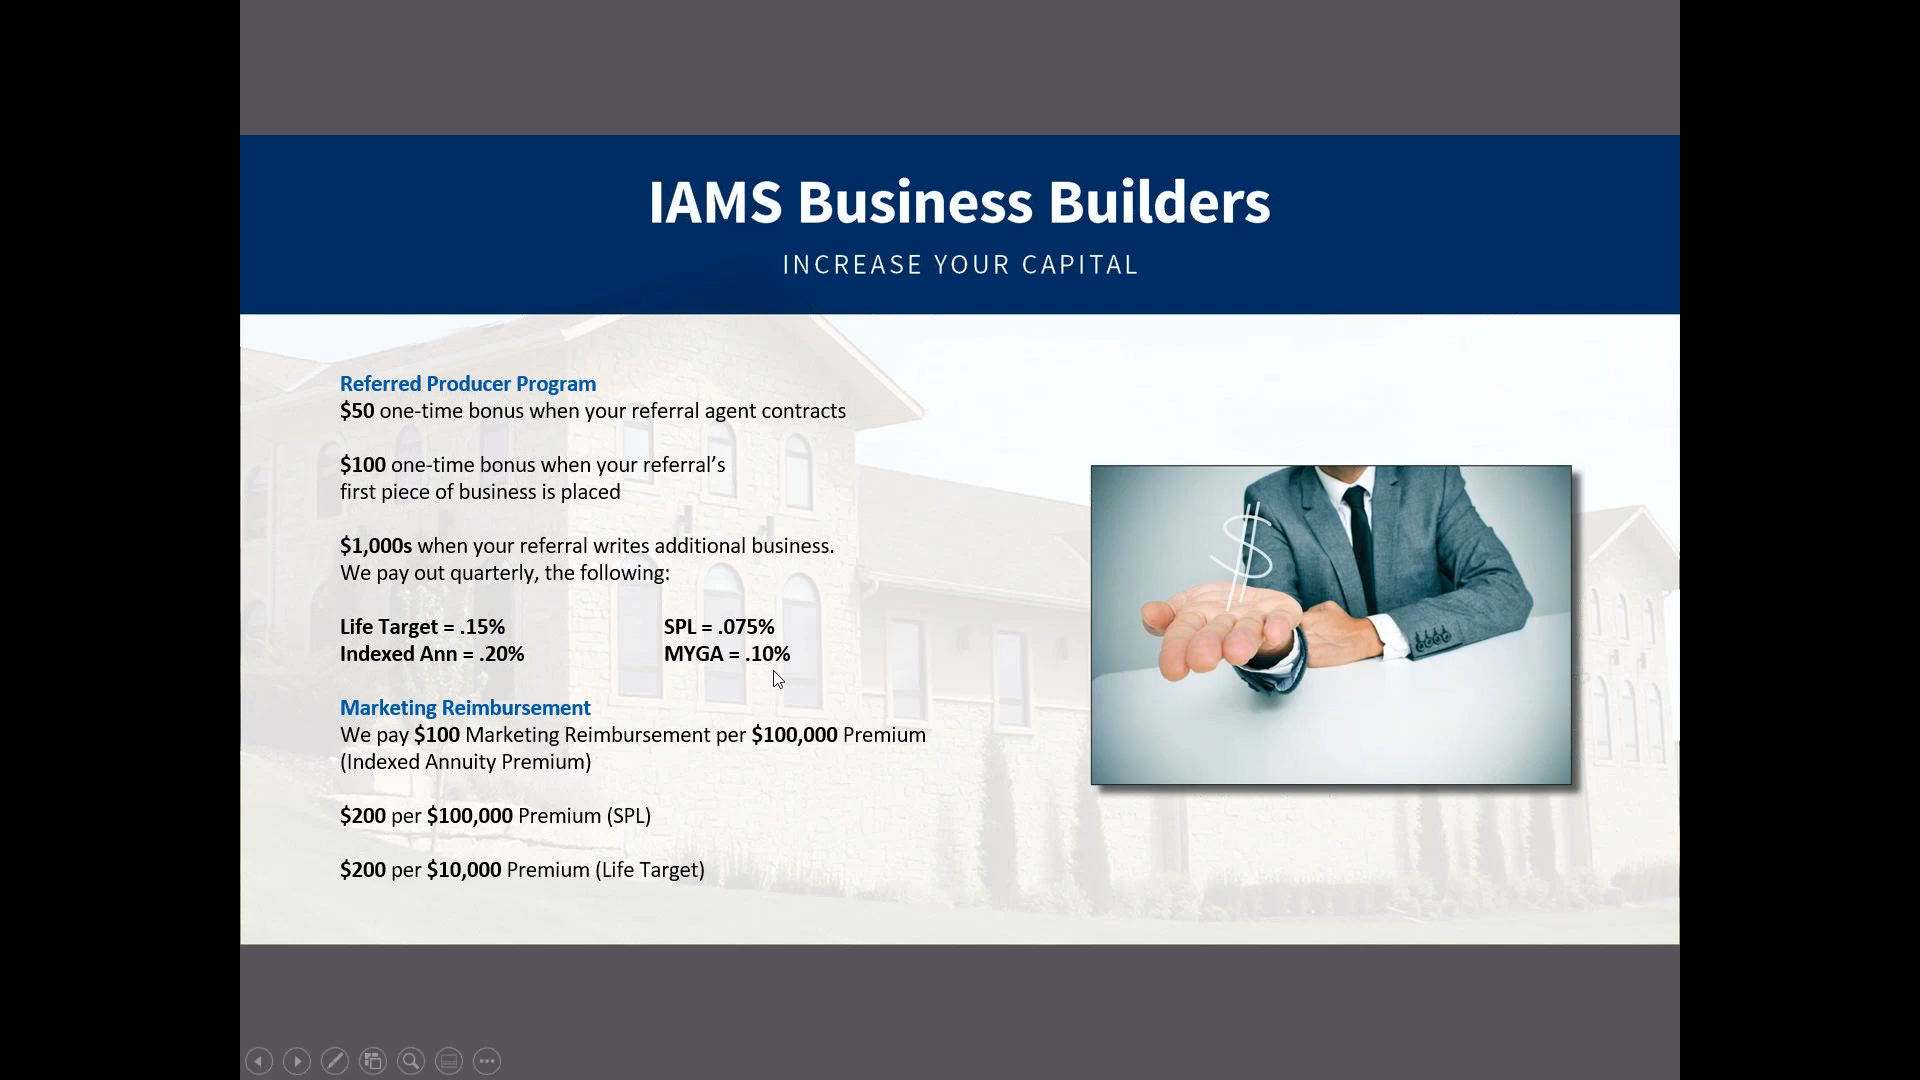 IAMS Business Builders
INCREASE YOUR CAPITAL
Referred Producer Program
$50 one-time bonus when your referral agent contracts
$100 one-time bonus when your referral’s
first piece of business is placed
$1,000s when your referral writes additional business.
We pay out quarterly, the following:
Life Target = .15% SPL = .075%
Indexed Ann = .20% MYGA = .10%
Marketing Reimbursement
We pay $100 Marketing Reimbursement per $100,000 Premium
(Indexed Annuity Premium)
$200 per $100,000 Premium (SPL)
$200 per $10,000 Premium (Life Target)
$